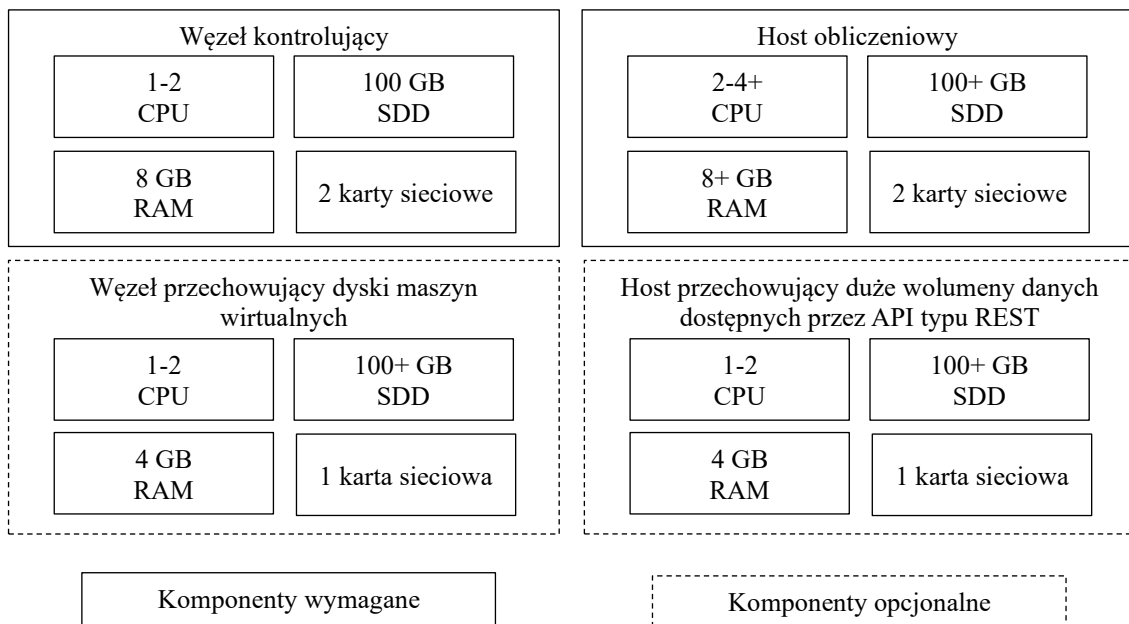 Węzeł kontrolujący
1-2
CPU
100 GB
SDD
8 GB
RAM
2 karty sieciowe
Host obliczeniowy
2-4+
CPU
100+ GB
SDD
8+ GB
RAM
2 karty sieciowe
Węzeł przechowujący dyski maszyn
wirtualnych
1-2
CPU
100+ GB
SDD
4 GB
RAM
1 karta sieciowa
Host przechowujący duże wolumeny danych
dostępnych przez API typu REST
1-2
CPU
100+ GB
SDD
4 GB
RAM
1 karta sieciowa
Komponenty wymagane
Komponenty opcjonalne